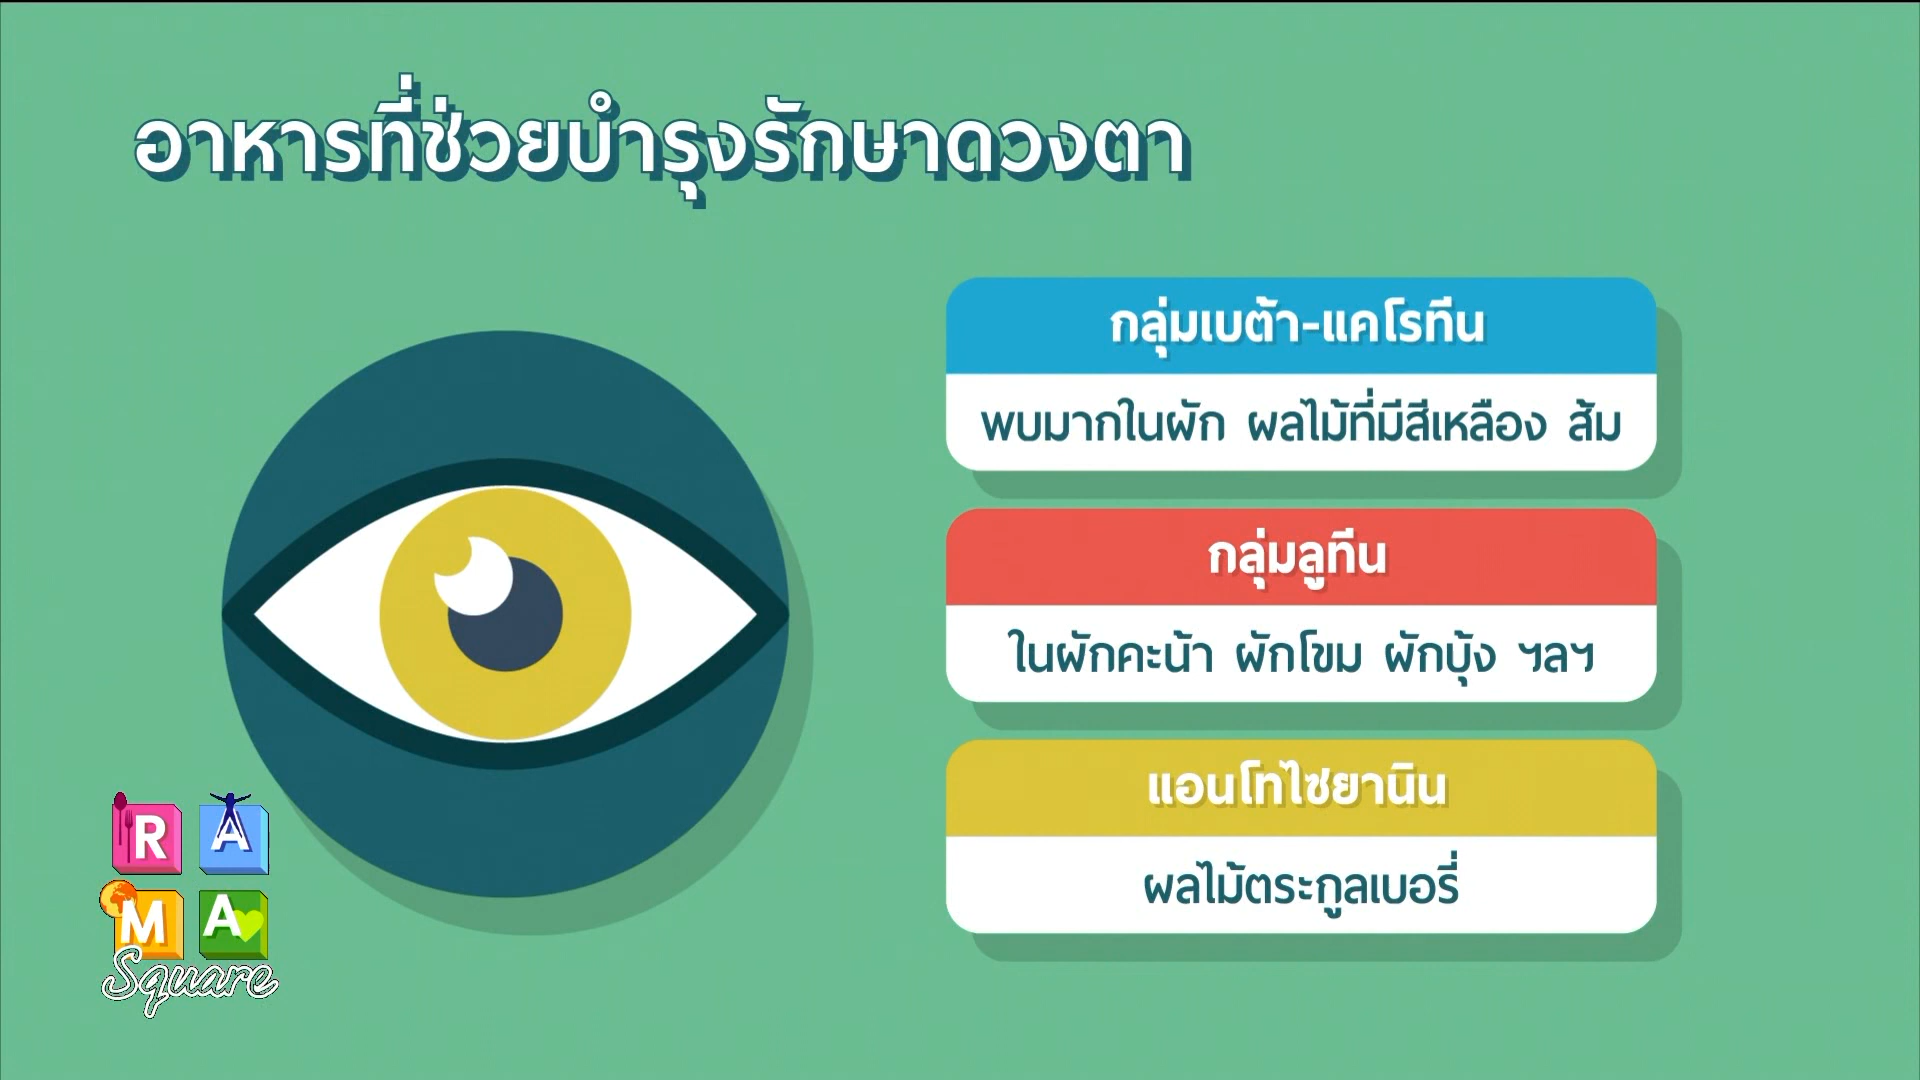 อาหารที่ช่วยบำรุงรักษาดวงตา
กลุ่มเบต้า-แคโรทีน
พบมากในผัก ผลไม้ที่มีสีเหลือง ส้ม
กลุ่มลูทีน
ในผักคะน้า ผักโขม ผักบุ้ง ฯลฯ
แอนโทไซยานิน
ผลไม้ตระกูลเบอรี่
RA
MA
Square